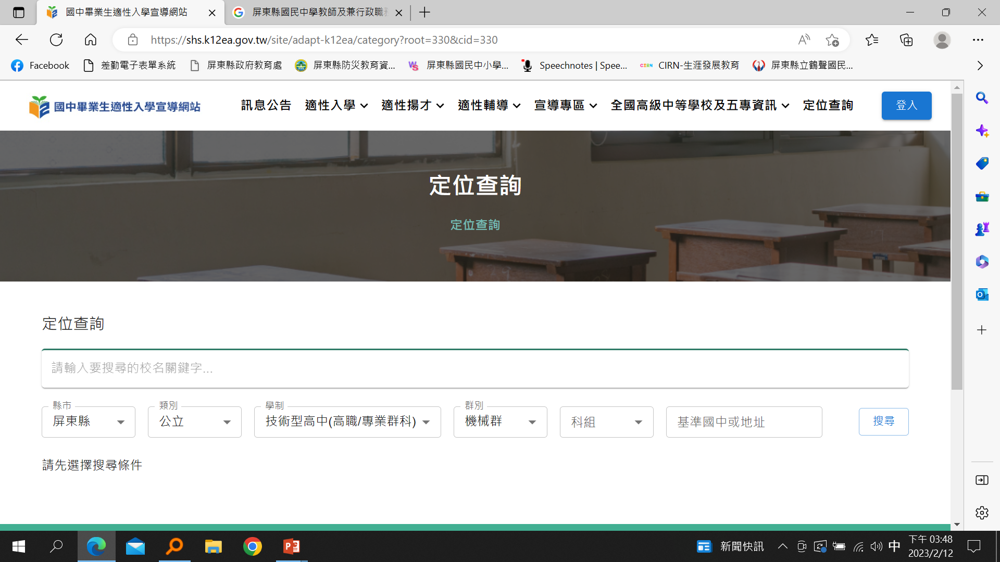 國中畢業生適性入學宣導網站
屏東縣國民中學教師及兼行政職
https://shs.k12ea.gov.tw/site/adapt-k12ea/category?root=330&cid=330
Facebook
差勤電子表單系統
屏東縣政府教育處
屏東縣防災教育資...
屏東縣國民中小學...
Speechnotes | Spee...
CIRN-生涯發展教育
屏東縣立鶴聲國民...
國中畢業生適性入學宣導網站
訊息公告
適性入學
適性揚才
適性輔導
宣導專區
全國高級中等學校及五專資訊
定位查詢
登入
定位查詢
定位查詢
定位查詢
請輸入要搜尋的校名關鍵字...
縣市
屏東縣
類別
公立
學制
技術型高中(高職/專業群科)
群別
機械群
科組
基準國中或地址
搜尋
請先選擇搜尋條件
新聞快訊
中
下午 03:48
2023/2/12